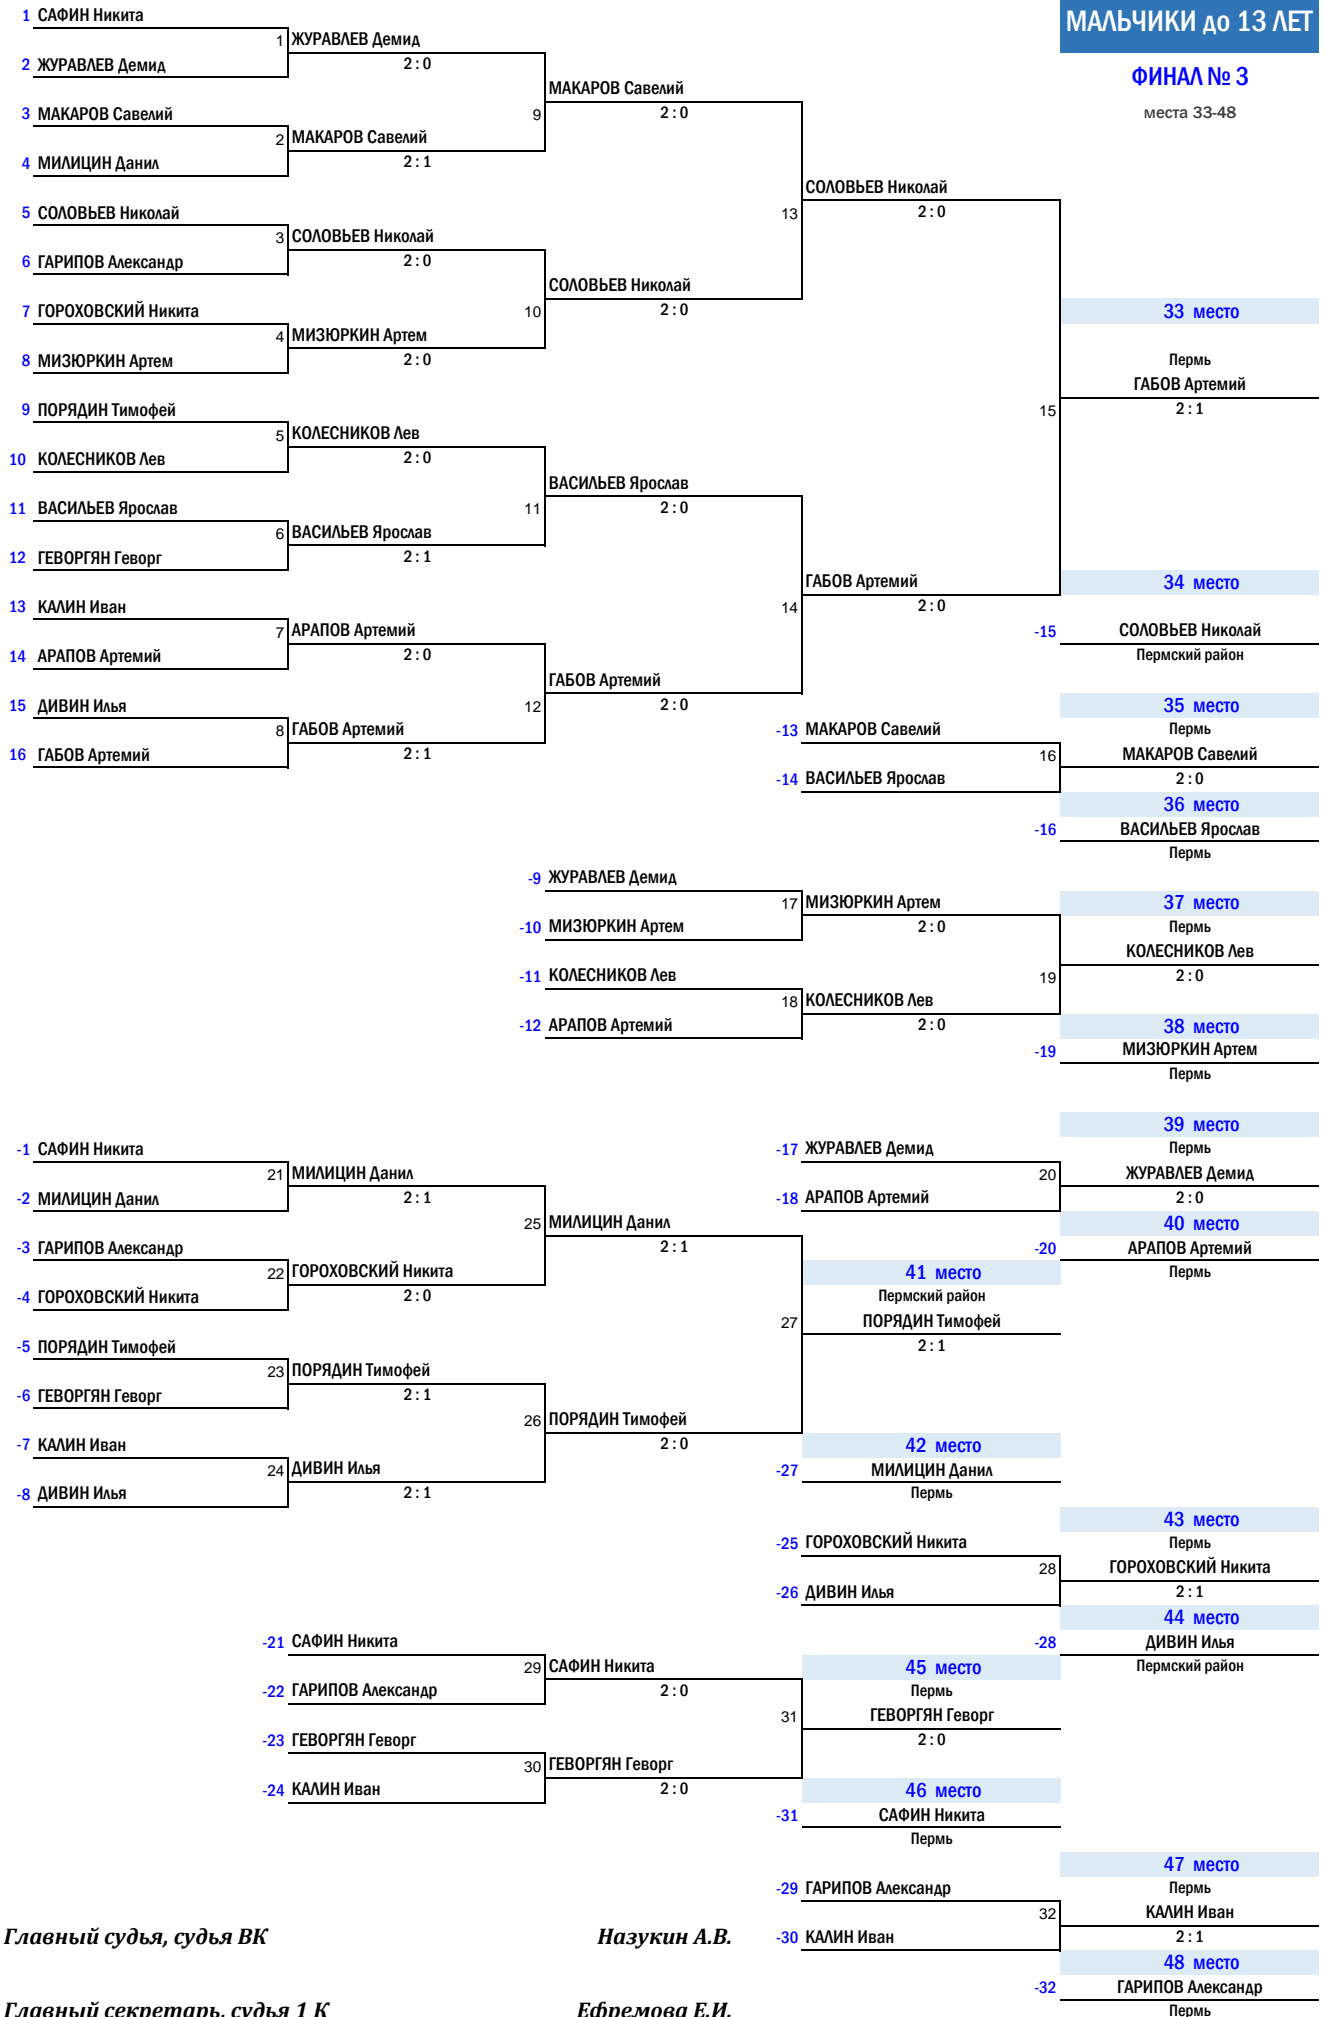 МАЛЬЧИКИ до 13 ЛЕТ
ФИНАЛ № 3
места 33-48
1 САФИН Никита
1 ЖУРАВЛЕВ Демид
2 ЖУРАВЛЕВ Демид
2 : 0
МАКАРОВ Савелий
3 МАКАРОВ Савелий
9
2 : 0
2 МАКАРОВ Савелий
4 МИЛИЦИН Данил
2 : 1
СОЛОВЬЕВ Николай
5 СОЛОВЬЕВ Николай
13
2 : 0
3 СОЛОВЬЕВ Николай
6 ГАРИПОВ Александр
2 : 0
СОЛОВЬЕВ Николай
7 ГОРОХОВСКИЙ Никита
10
2 : 0
33 место
4 МИЗЮРКИН Артем
8 МИЗЮРКИН Артем
2 : 0
Пермь
ГАБОВ Артемий
9 ПОРЯДИН Тимофей
15
2 : 1
5 КОЛЕСНИКОВ Лев
10 КОЛЕСНИКОВ Лев
2 : 0
ВАСИЛЬЕВ Ярослав
11 ВАСИЛЬЕВ Ярослав
11
2 : 0
6 ВАСИЛЬЕВ Ярослав
12 ГЕВОРГЯН Геворг
2 : 1
ГАБОВ Артемий
34 место
13 КАЛИН Иван
14
2 : 0
7 АРАПОВ Артемий
-15 СОЛОВЬЕВ Николай
14 АРАПОВ Артемий
2 : 0
Пермский район
ГАБОВ Артемий
15 ДИВИН Илья
12
2 : 0
35 место
8 ГАБОВ Артемий
-13 МАКАРОВ Савелий
Пермь
16 ГАБОВ Артемий
2 : 1
16 МАКАРОВ Савелий
-14 ВАСИЛЬЕВ Ярослав
2 : 0
36 место
-16 ВАСИЛЬЕВ Ярослав
Пермь
-9 ЖУРАВЛЕВ Демид
17 МИЗЮРКИН Артем
37 место
-10 МИЗЮРКИН Артем
2 : 0
Пермь
КОЛЕСНИКОВ Лев
-11 КОЛЕСНИКОВ Лев
19
2 : 0
18 КОЛЕСНИКОВ Лев
-12 АРАПОВ Артемий
2 : 0
38 место
-19 МИЗЮРКИН Артем
Пермь
39 место
-1 САФИН Никита
-17 ЖУРАВЛЕВ Демид
Пермь
21 МИЛИЦИН Данил
20 ЖУРАВЛЕВ Демид
-2 МИЛИЦИН Данил
2 : 1
-18 АРАПОВ Артемий
2 : 0
25 МИЛИЦИН Данил
40 место
-3 ГАРИПОВ Александр
2 : 1
-20 АРАПОВ Артемий
22 ГОРОХОВСКИЙ Никита
41 место
Пермь
-4 ГОРОХОВСКИЙ Никита
2 : 0
Пермский район
27 ПОРЯДИН Тимофей
-5 ПОРЯДИН Тимофей
2 : 1
23 ПОРЯДИН Тимофей
-6 ГЕВОРГЯН Геворг
2 : 1
26 ПОРЯДИН Тимофей
-7 КАЛИН Иван
2 : 0
42 место
24 ДИВИН Илья
-27 МИЛИЦИН Данил
-8 ДИВИН Илья
2 : 1
Пермь
43 место
-25 ГОРОХОВСКИЙ Никита
Пермь
28 ГОРОХОВСКИЙ Никита
-26 ДИВИН Илья
2 : 1
44 место
-21 САФИН Никита
-28 ДИВИН Илья
29 САФИН Никита
45 место
Пермский район
-22 ГАРИПОВ Александр
2 : 0
Пермь
31 ГЕВОРГЯН Геворг
-23 ГЕВОРГЯН Геворг
2 : 0
30 ГЕВОРГЯН Геворг
-24 КАЛИН Иван
2 : 0
46 место
-31 САФИН Никита
Пермь
47 место
-29 ГАРИПОВ Александр
Пермь
32 КАЛИН Иван
Главный судья, судья ВК Назукин А.В.
-30 КАЛИН Иван
2 : 1
48 место
-32 ГАРИПОВ Александр
Главный секретарь, судья 1 К Ефремова Е.И.
Пермь